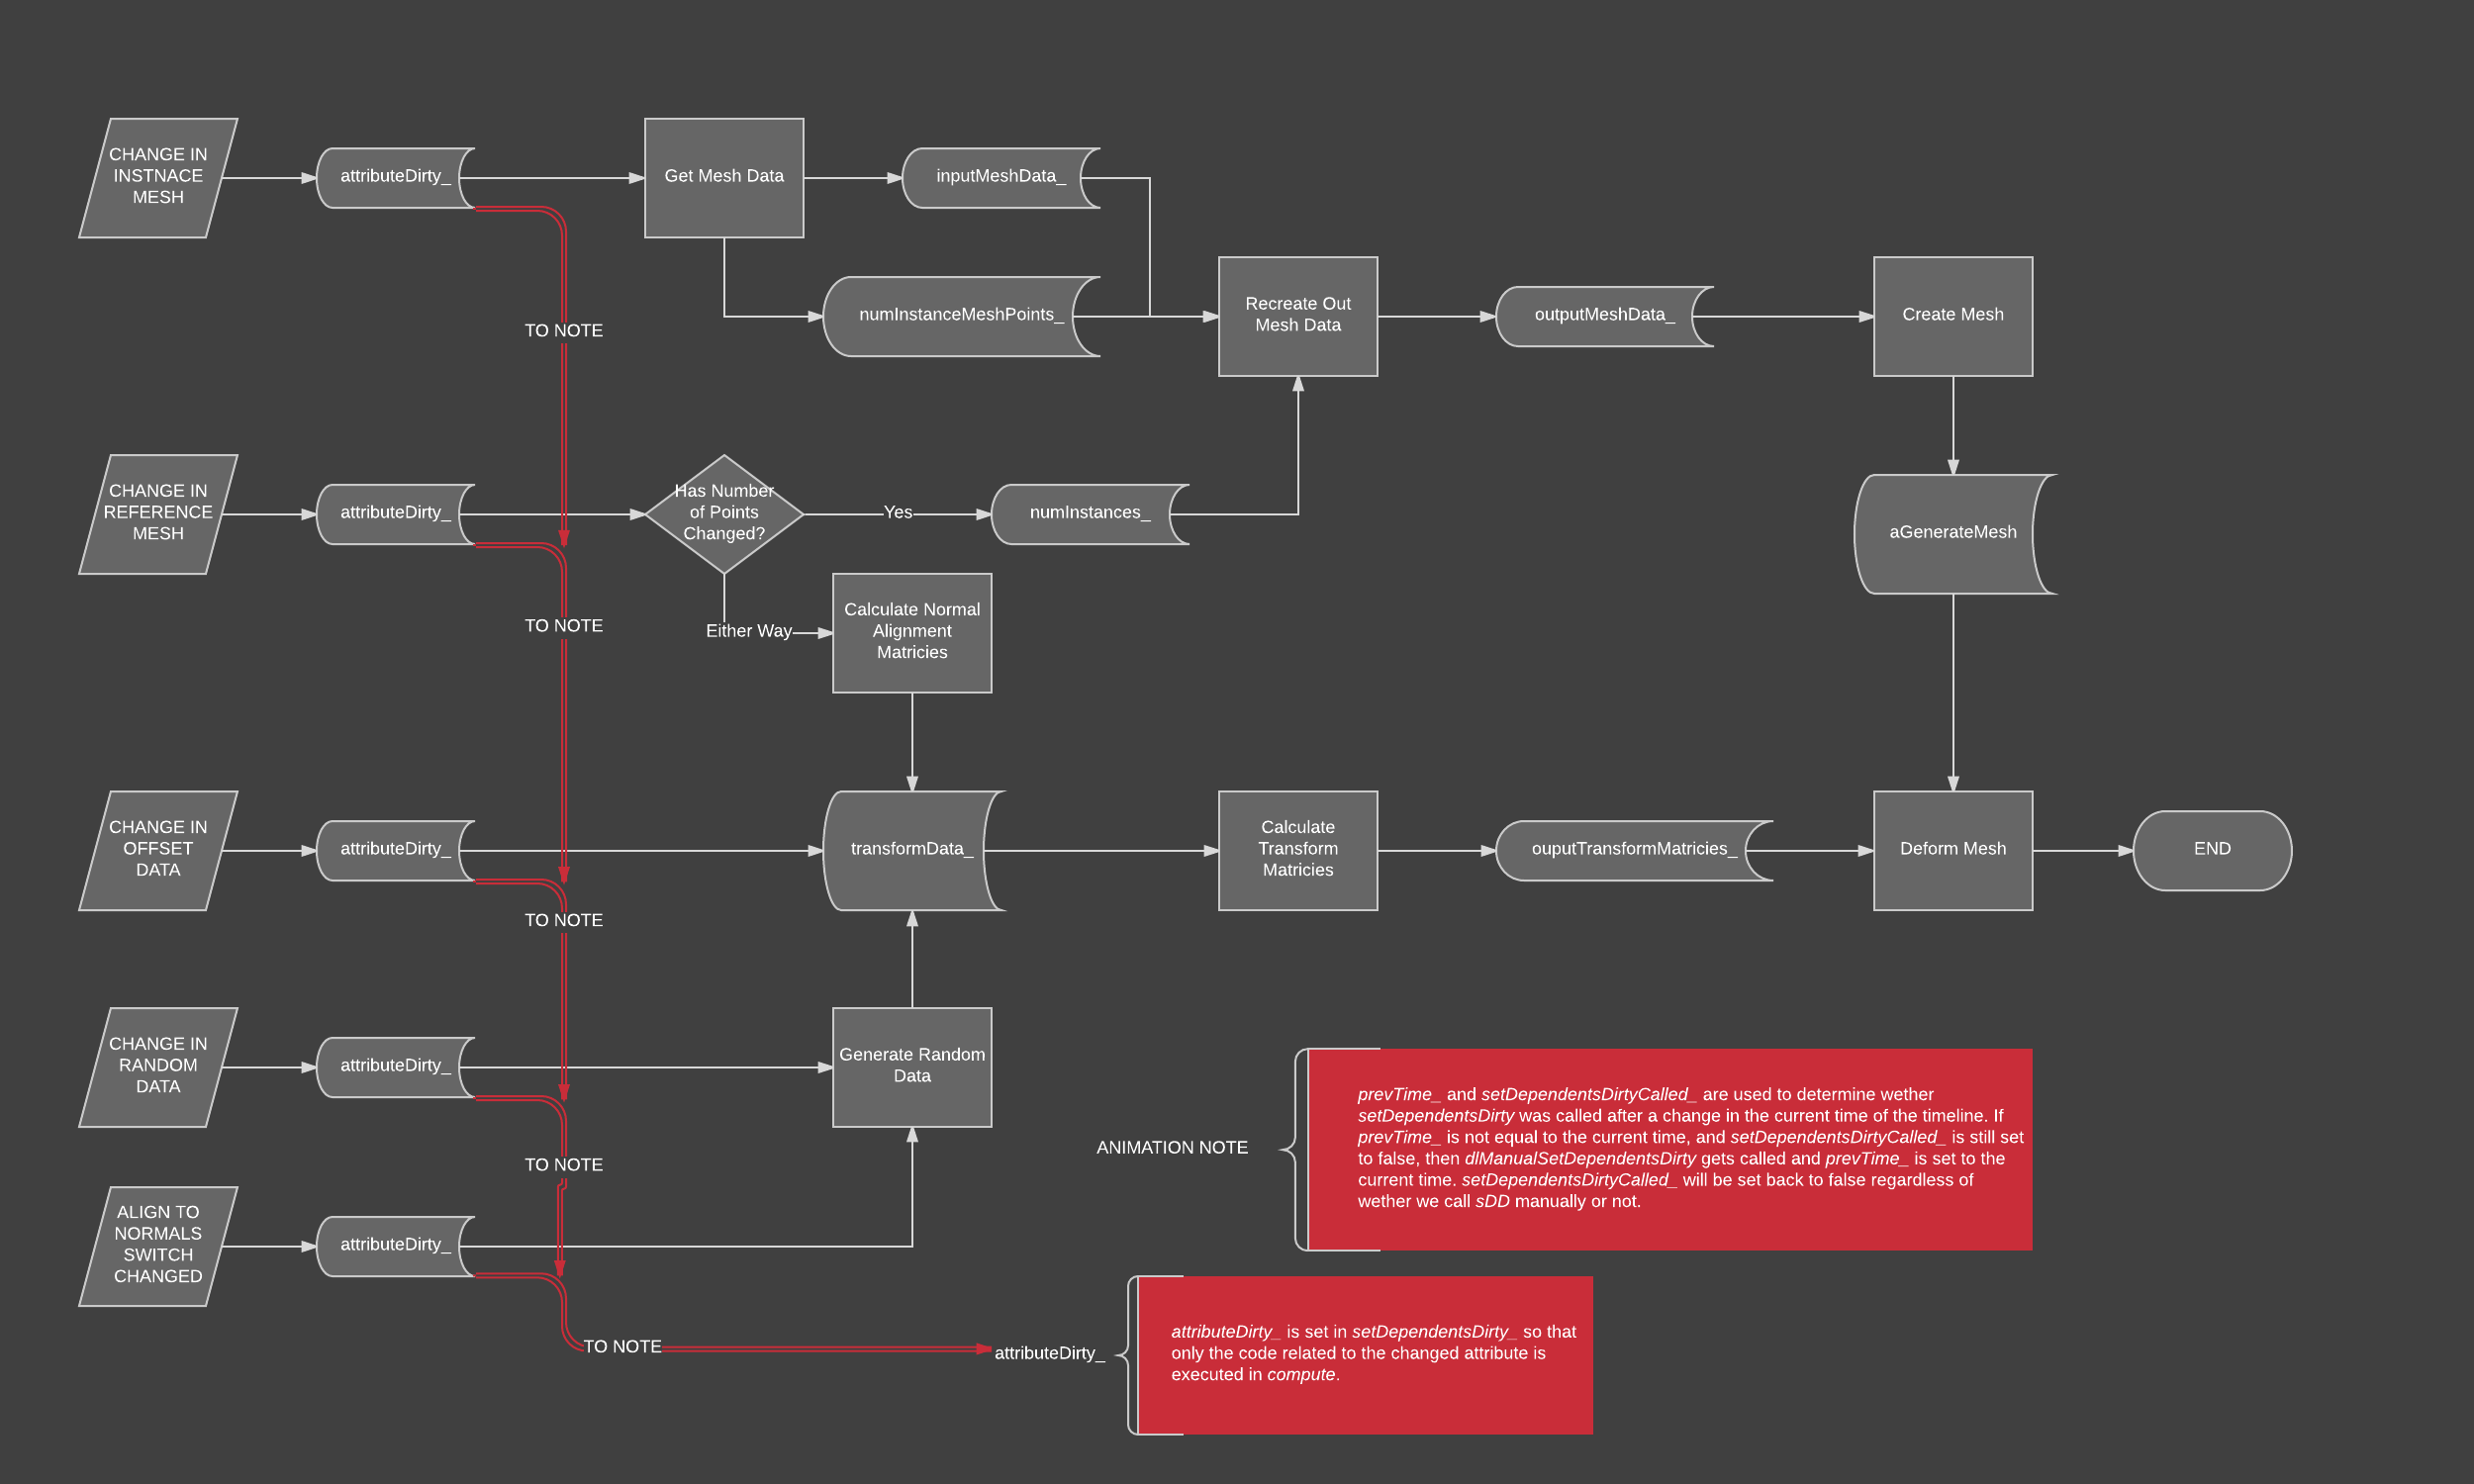 CHANGE IN
INSTNACE
MESH
attributeDirty_
Get Mesh Data
inputMeshData_
numInstanceMeshPoints_
Recreate Out
Mesh Data
outputMeshData_
Create Mesh
TO NOTE
CHANGE IN
REFERENCE
MESH
attributeDirty_
Has Number
of Points
Changed?
Yes
numInstances_
aGenerateMesh
Either Way
Calculate Normal
Alignment
Matricies
TO NOTE
CHANGE IN
OFFSET
DATA
attributeDirty_
transformData_
Calculate
Transform
Matricies
ouputTransformMatricies_
Deform Mesh
END
TO NOTE
CHANGE IN
RANDOM
DATA
attributeDirty_
Generate Random
Data
TO NOTE
ALIGN TO
NORMALS
SWITCH
CHANGED
attributeDirty_
ANIMATION NOTE
prevTime_ and setDependentsDirtyCalled_ are used to determine wether
setDependentsDirty was called after a change in the current time of the timeline. If
prevTime_ is not equal to the current time, and setDependentsDirtyCalled_ is still set
to false, then dlManualSetDependentsDirty gets called and prevTime_ is set to the
current time. setDependentsDirtyCalled_ will be set back to false regardless of
wether we call sDD manually or not.
TO NOTE
attributeDirty_
attributeDirty_ is set in setDependentsDirty_ so that
only the code related to the changed attribute is
executed in compute.